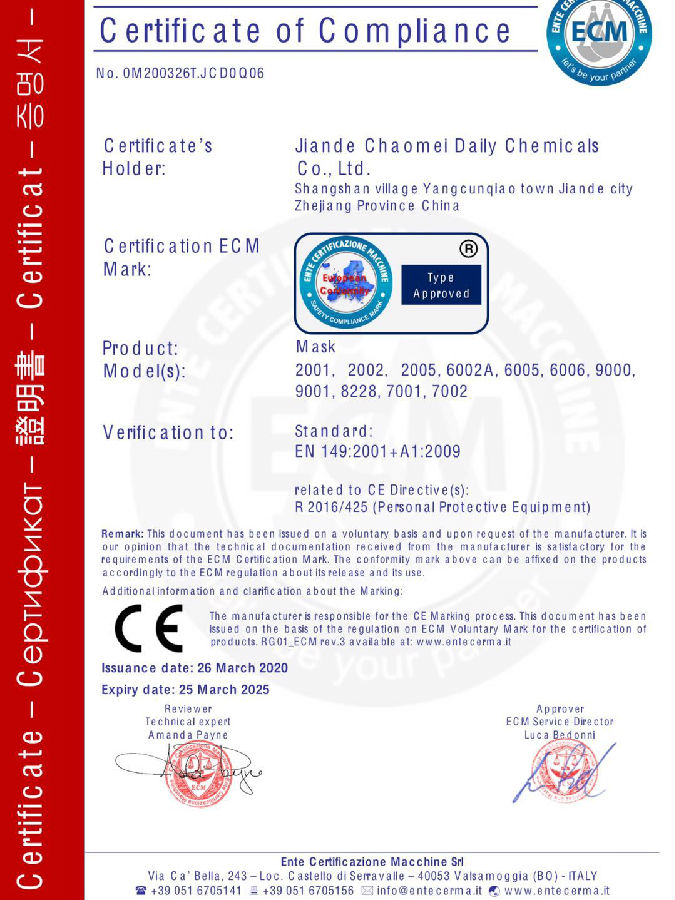 Certificate – Сертификат – 證明書 – Certificat – 증명서 –
Certificate of Compliance
ENTE CERTIFICAZIONE MACCHINE
ECM
let's be your partner
No. 0M200326T.JCD0Q06
Certificate's Holder:
Jiande Chaomei Daily Chemicals
Co., Ltd.
Shangshan village Yangcunqiao town Jiande city
Zhejiang Province China
Certification ECM Mark:
ENTE CERTIFICAZIONE MACCHINE
European
Conformity
SAFETY COMPLIANCE MARK
®
Type
Approved
Product:
Mask
Model(s):
2001, 2002, 2005, 6002A, 6005, 6006, 9000,
9001, 8228, 7001, 7002
Verification to:
Standard:
EN 149:2001+A1:2009
related to CE Directive(s):
R 2016/425 (Personal Protective Equipment)
Remark: This document has been issued on a voluntary basis and upon request of the manufacturer. It is
our opinion that the technical documentation received from the manufacturer is satisfactory for the
requirements of the ECM Certification Mark. The conformity mark above can be affixed on the products
accordingly to the ECM regulation about its release and its use.
Additional information and clarification about the Marking:
CE
The manufacturer is responsible for the CE Marking process. This document has been
issued on the basis of the regulation on ECM Voluntary Mark for the certification of
products. RG01_ECM rev.3 available at: www.entecerma.it
Issuance date: 26 March 2020
Expiry date: 25 March 2025
Reviewer
Technical expert
Amanda Payne
Approver
ECM Service Director
Luca Bedonni
Ente Certificazione Macchine Srl
Via Ca' Bella, 243 – Loc. Castello di Serravalle – 40053 Valsamoggia (BO) - ITALY
☎ +39 051 6705141 +39 051 6705156 ✉ info@entecerma.it www.entecerma.it